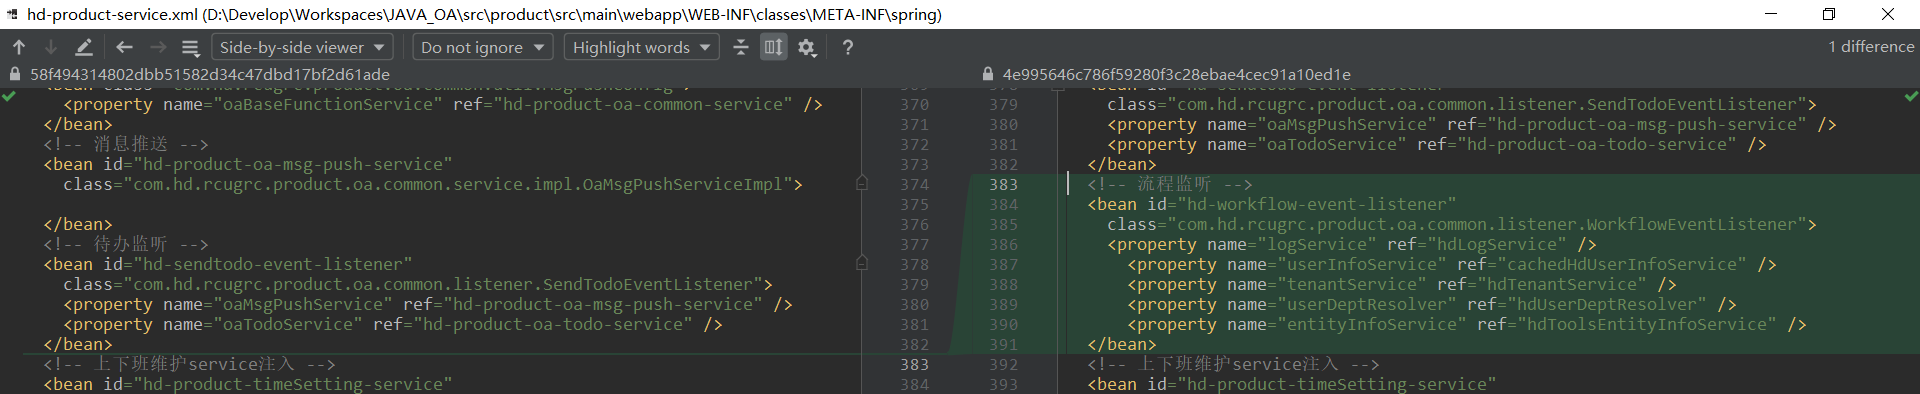 hd-product-service.xml (D:\Develop\Workspaces\JAVA_OA\src\product\src\main\webapp\WEB-INF\classes\META-INF\spring)
Side-by-side viewer Do not ignore Highlight words ? 1 difference
58f494314802dbb51582d34c47dbd17bf2d61ade
<property name="oaBaseFunctionService" ref="hd-product-oa-common-service" /> 370
</bean> 371
<!-- 消息推送 --> 372
<bean id="hd-product-oa-msg-push-service" 373
class="com.hd.rcugrc.product.oa.common.service.impl.OaMsgPushServiceImpl"> 374
375
</bean> 376
<!-- 待办监听 --> 377
<bean id="hd-sendtodo-event-listener" 378
class="com.hd.rcugrc.product.oa.common.listener.SendTodoEventListener"> 379
<property name="oaMsgPushService" ref="hd-product-oa-msg-push-service" /> 380
<property name="oaTodoService" ref="hd-product-oa-todo-service" /> 381
</bean> 382
<!-- 上下班维护service注入 --> 383
<bean id="hd-product-timeSetting-service" 384
4e995646c786f59280f3c28ebae4cec91a10ed1e
379 class="com.hd.rcugrc.product.oa.common.listener.SendTodoEventListener">
380 <property name="oaMsgPushService" ref="hd-product-oa-msg-push-service" />
381 <property name="oaTodoService" ref="hd-product-oa-todo-service" />
382 </bean>
383 <!-- 流程监听 -->
384 <bean id="hd-workflow-event-listener"
385 class="com.hd.rcugrc.product.oa.common.listener.WorkflowEventListener">
386 <property name="logService" ref="hdLogService" />
387 <property name="userInfoService" ref="cachedHdUserInfoService" />
388 <property name="tenantService" ref="hdTenantService" />
389 <property name="userDeptResolver" ref="hdUserDeptResolver" />
390 <property name="entityInfoService" ref="hdToolsEntityInfoService" />
391 </bean>
392 <!-- 上下班维护service注入 -->
393 <bean id="hd-product-timeSetting-service"